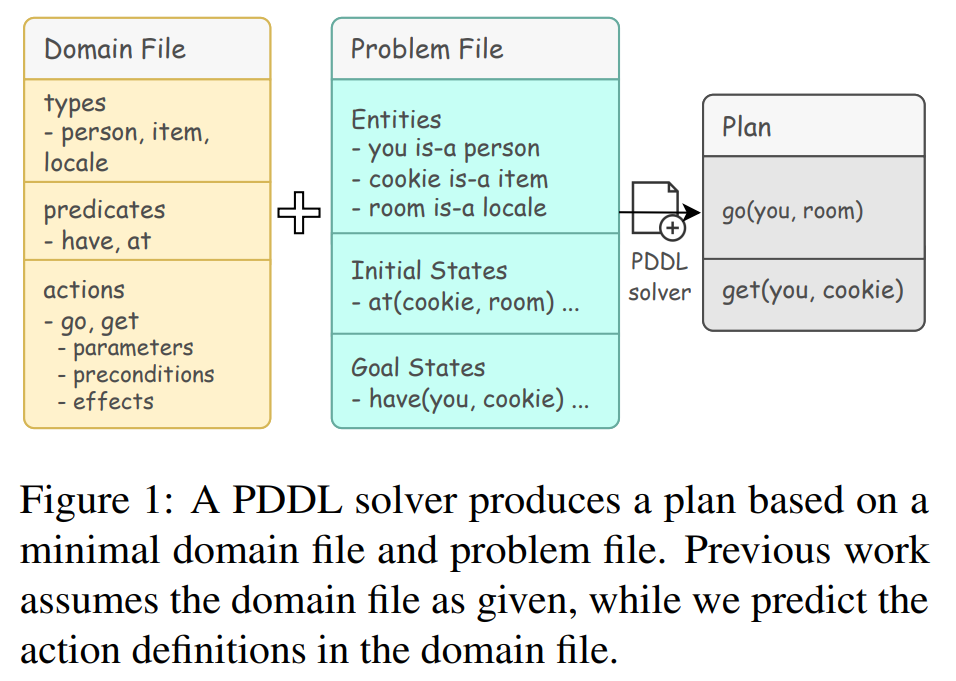 Domain File
types
- person, item,
locale
predicates
- have, at
actions
- go, get
- parameters
- preconditions
- effects
Problem File
Entities
- you is-a person
- cookie is-a item
- room is-a locale
Initial States
- at(cookie, room) ...
Goal States
- have(you, cookie) ...
PDDL
solver
Plan
go(you, room)
get(you, cookie)
Figure 1: A PDDL solver produces a plan based on a
minimal domain file and problem file. Previous work
assumes the domain file as given, while we predict the
action definitions in the domain file.